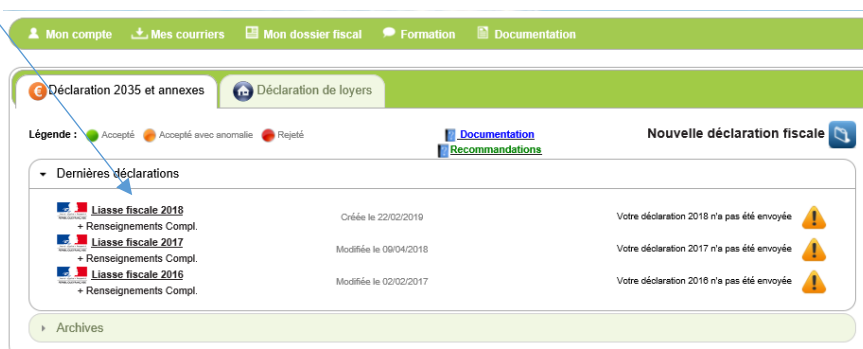 Mon compte Mes courriers Mon dossier fiscal Formation Documentation
Déclaration 2035 et annexes Déclaration de loyers
Légende : Accepté Accepté avec anomalie Rejeté Documentation Nouvelle déclaration fiscale
Recommandations
Dernières déclarations
Liasse fiscale 2018 Créée le 22/02/2019 Votre déclaration 2018 n'a pas été envoyée
+ Renseignements Compl.
Liasse fiscale 2017 Modifiée le 09/04/2018 Votre déclaration 2017 n'a pas été envoyée
+ Renseignements Compl.
Liasse fiscale 2016 Modifiée le 02/02/2017 Votre déclaration 2016 n'a pas été envoyée
+ Renseignements Compl.
Archives